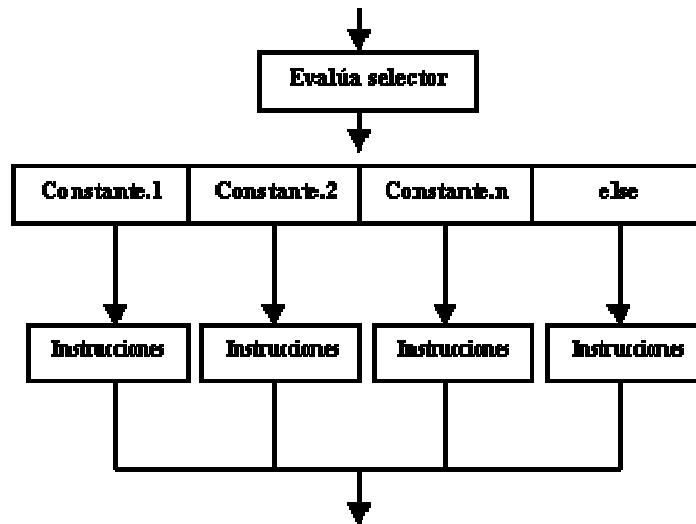 Evalúa selector
Constante.1 Constante.2 Constante.n else
Instrucciones Instrucciones Instrucciones Instrucciones